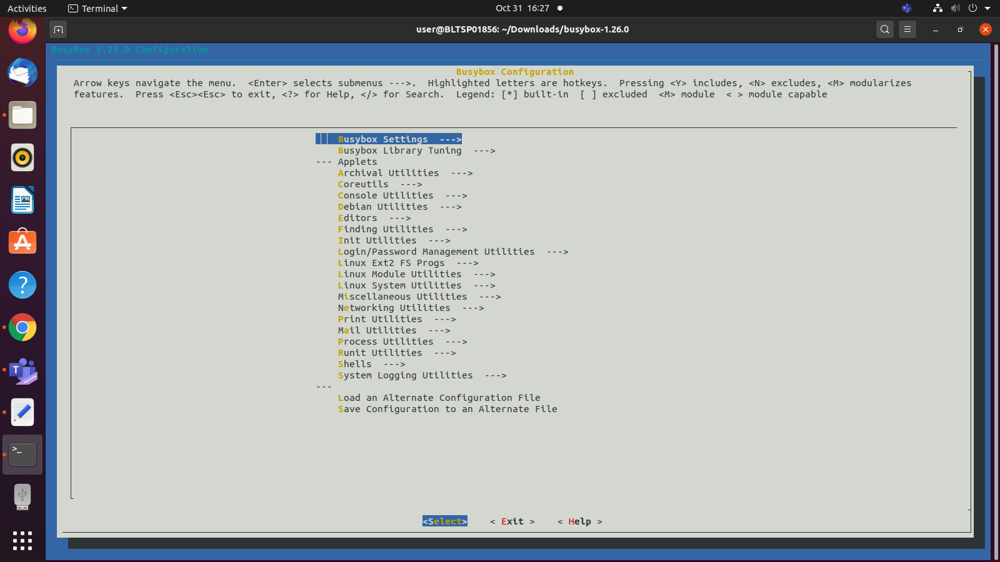 Activities Terminal Oct 31 16:27
user@BLTSP01856: ~/Downloads/busybox-1.26.0
BusyBox 1.26.0 Configuration
Busybox Configuration
Arrow keys navigate the menu.  <Enter> selects submenus --->.  Highlighted letters are hotkeys.  Pressing <Y> includes, <N> excludes, <M> modularizes
features.  Press <Esc><Esc> to exit, <?> for Help, </> for Search.  Legend: [*] built-in  [ ] excluded  <M> module  < > module capable
Busybox Settings  --->
Busybox Library Tuning  --->
--- Applets
Archival Utilities  --->
Coreutils  --->
Console Utilities  --->
Debian Utilities  --->
Editors  --->
Finding Utilities  --->
Init Utilities  --->
Login/Password Management Utilities  --->
Linux Ext2 FS Progs  --->
Linux Module Utilities  --->
Linux System Utilities  --->
Miscellaneous Utilities  --->
Networking Utilities  --->
Print Utilities  --->
Mail Utilities  --->
Process Utilities  --->
Runit Utilities  --->
Shells  --->
System Logging Utilities  --->
---
Load an Alternate Configuration File
Save Configuration to an Alternate File
<Select>    < Exit >    < Help >
T
PREVIEW
>_